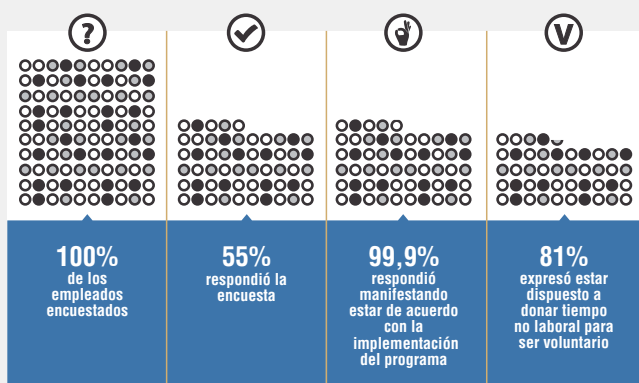 ?
V
100%
de los
empleados
encuestados
55%
respondió la
encuesta
99,9%
respondió
manifestando
estar de acuerdo
con la
implementación
del programa
81%
expresó estar
dispuesto a
donar tiempo
no laboral para
ser voluntario